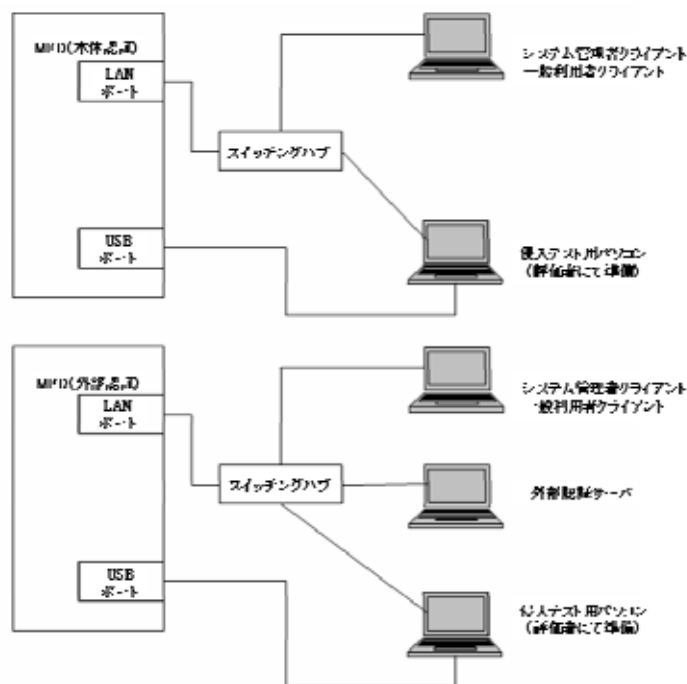 MFD(本体認証)
LAN
ポート
USB
ポート
スイッチングハブ
システム管理者クライアント
一般利用者クライアント
侵入テスト用パソコン
(評価者にて準備)
MFD(外部認証)
LAN
ポート
USB
ポート
スイッチングハブ
システム管理者クライアント
一般利用者クライアント
外部認証サーバ
侵入テスト用パソコン
(評価者にて準備)